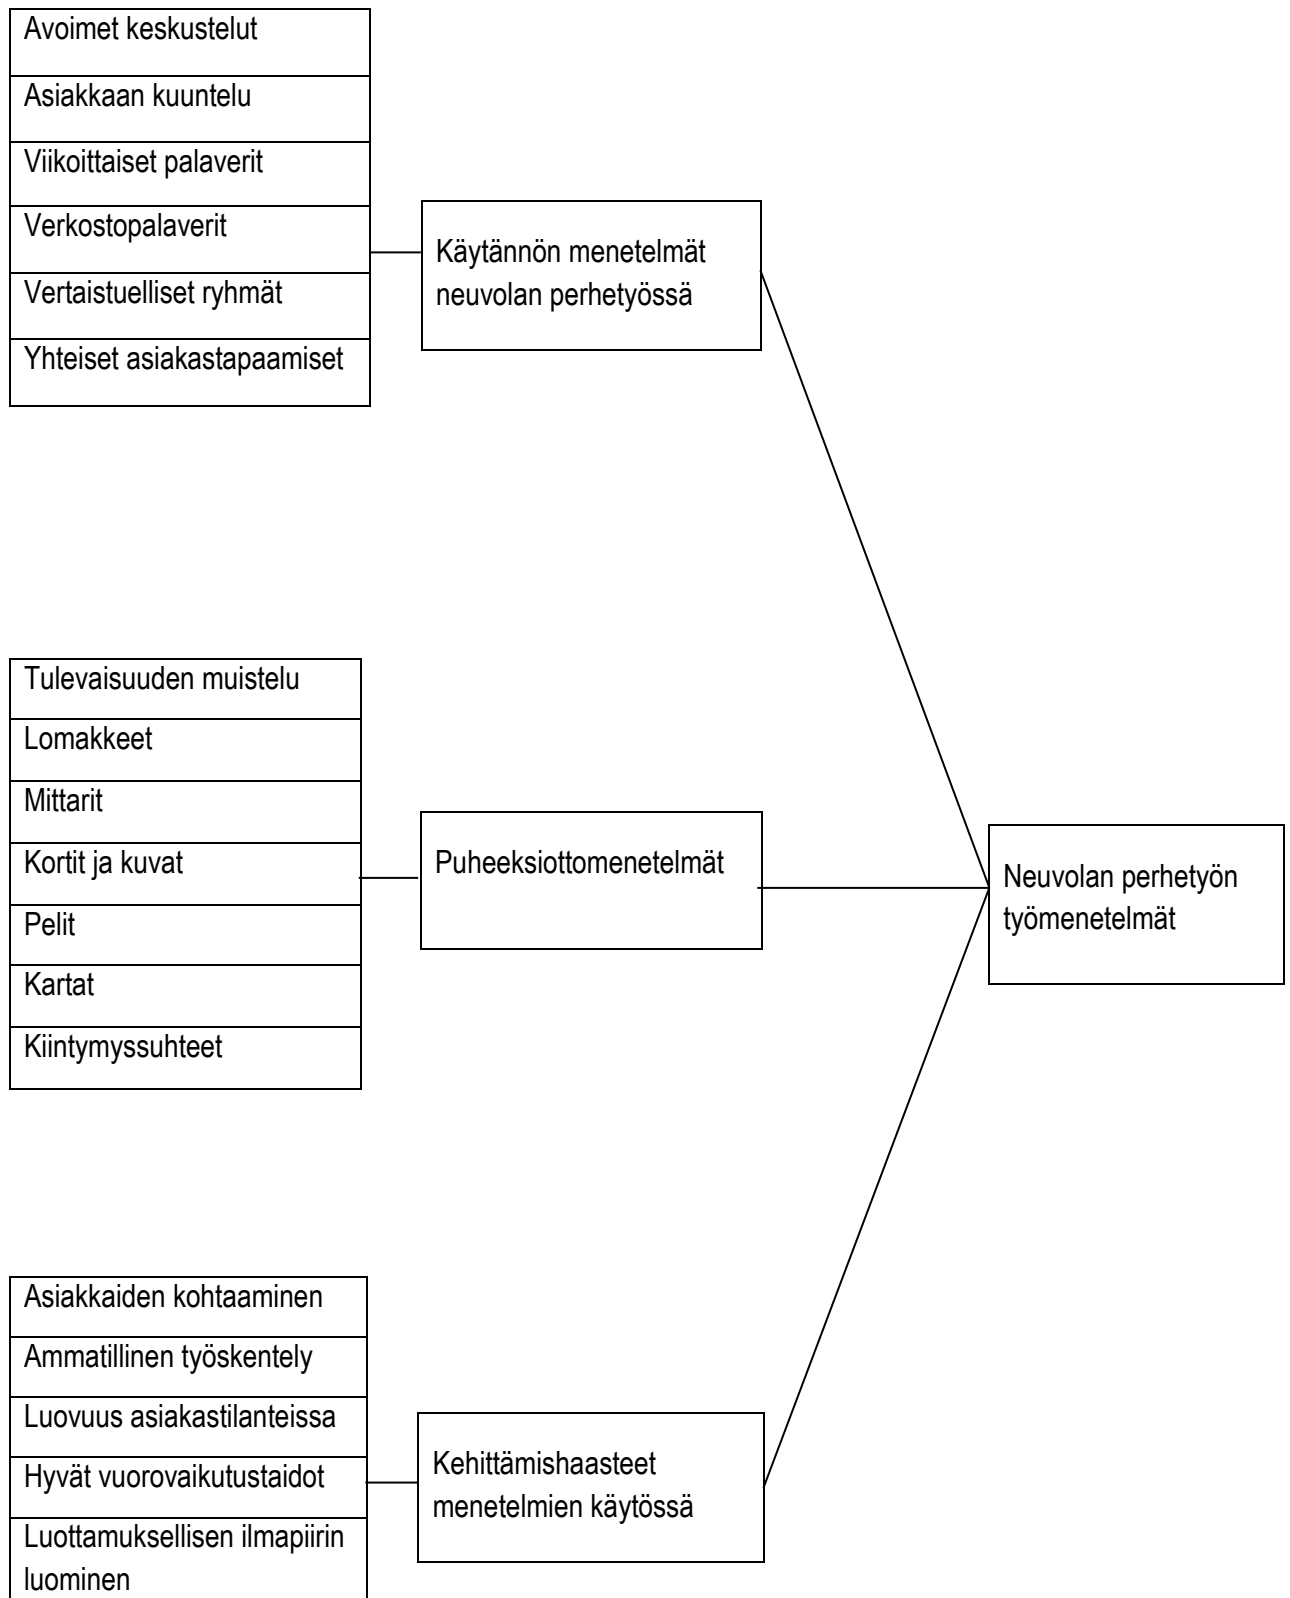 Avoimet keskustelut
Asiakkaan kuuntelu
Viikoittaiset palaverit
Verkostopalaverit
Vertaistuelliset ryhmät
Yhteiset asiakastapaamiset
Käytännön menetelmät
neuvolan perhetyössä
Tulevaisuuden muistelu
Lomakkeet
Mittarit
Kortit ja kuvat
Pelit
Kartat
Kiintymyssuhteet
Puheeksiottomenetelmät
Neuvolan perhetyön
työmenetelmät
Asiakkaiden kohtaaminen
Ammatillinen työskentely
Luovuus asiakastilanteissa
Hyvät vuorovaikutustaidot
Luottamuksellisen ilmapiirin
luominen
Kehittämishaasteet
menetelmien käytössä